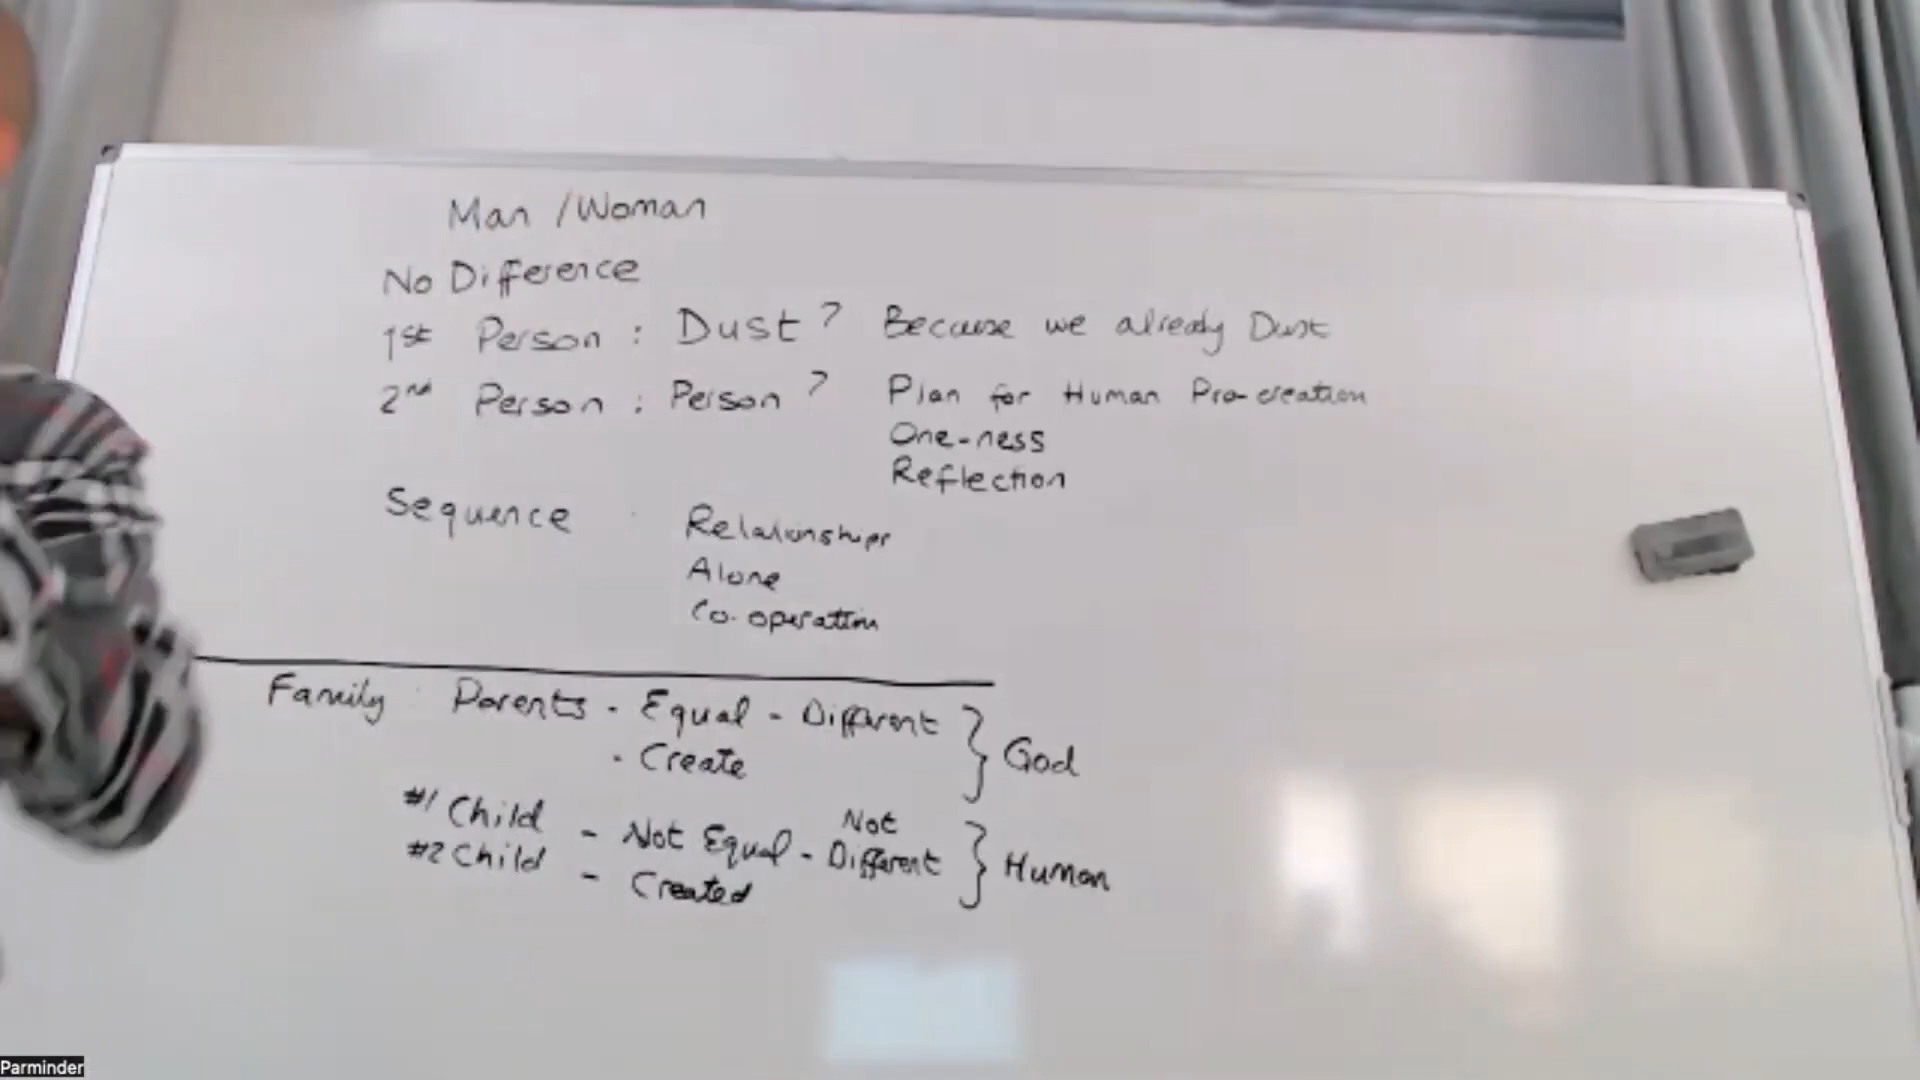 Man / Woman
No Difference
1st Person : Dust ? Because we already Dust
2nd Person : Person ? Plan for Human Pro-creation
One-ness
Reflection
Sequence Relationships
Alone
Co-operation
Family : Parents - Equal - Different } God
- Create
#1 Child - Not Equal - Not Different } Human
#2 Child - Created
Parminder